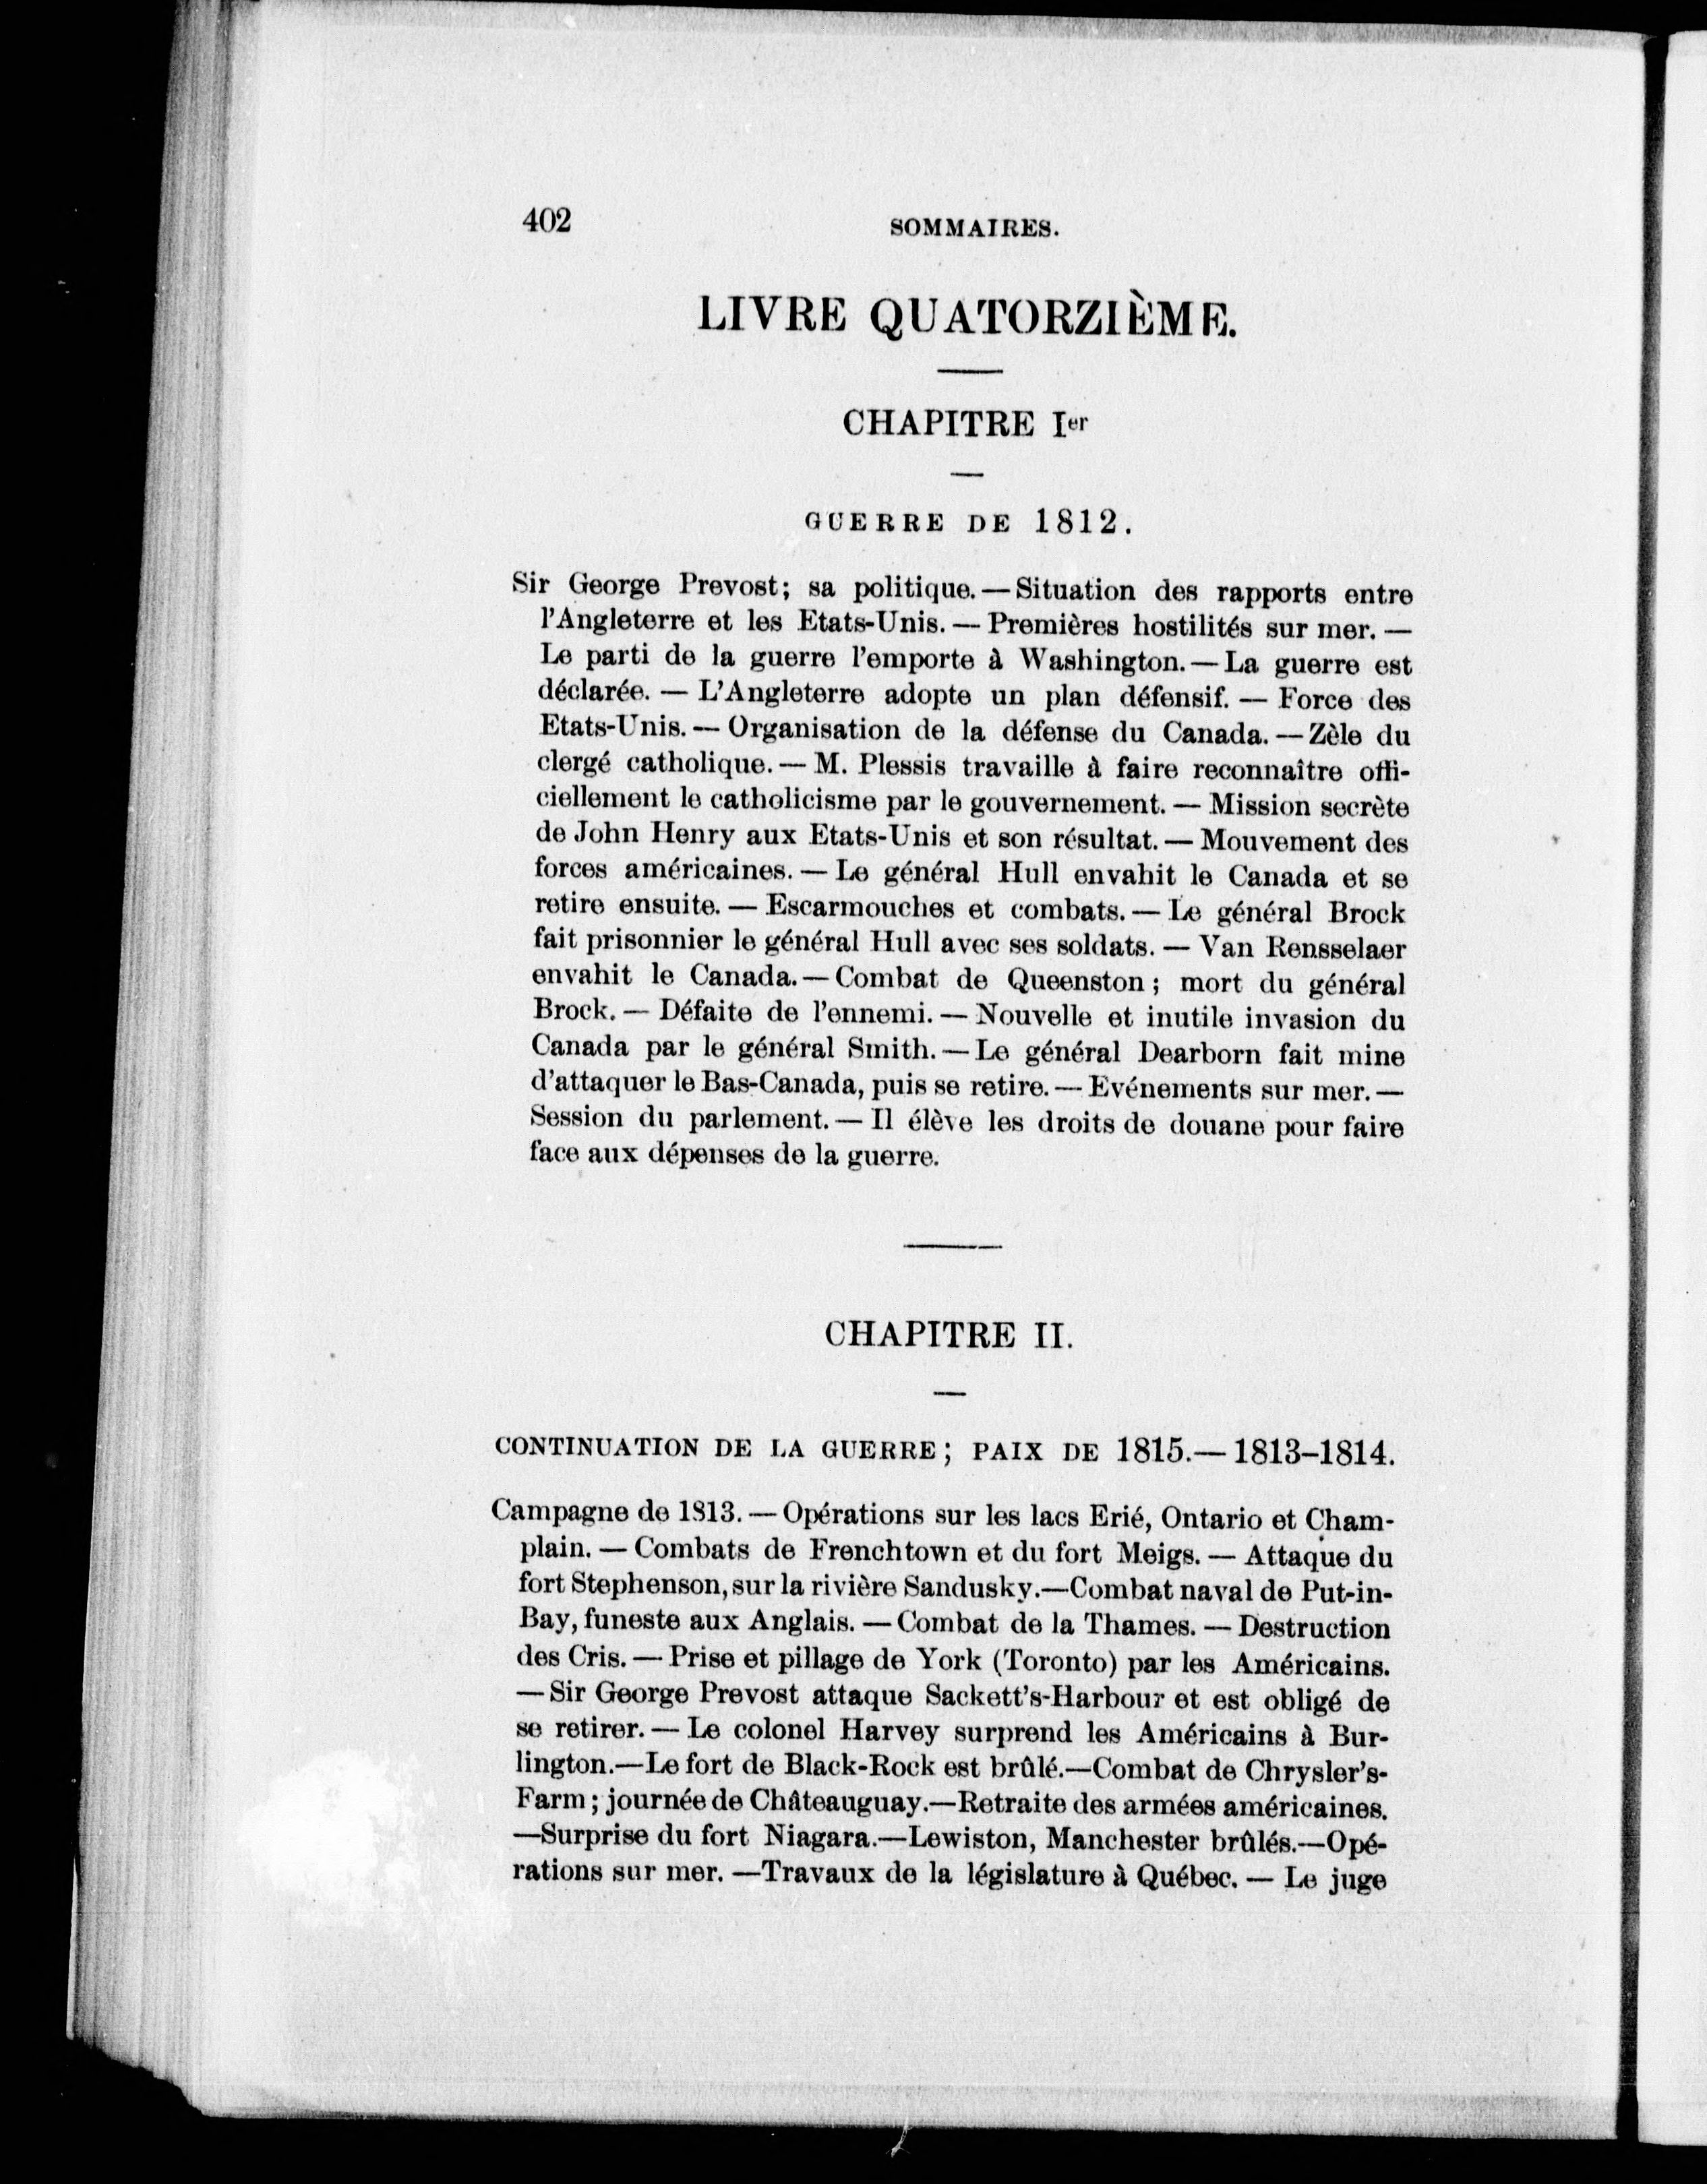 402 SOMMAIRES.
LIVRE QUATORZIÈME.
CHAPITRE Ier
GUERRE DE 1812.
Sir George Prevost; sa politique. — Situation des rapports entre
l'Angleterre et les Etats-Unis. — Premières hostilités sur mer. —
Le parti de la guerre l'emporte à Washington. — La guerre est
déclarée. — L'Angleterre adopte un plan défensif. — Force des
Etats-Unis. — Organisation de la défense du Canada. — Zèle du
clergé catholique. — M. Plessis travaille à faire reconnaître offi-
ciellement le catholicisme par le gouvernement. — Mission secrète
de John Henry aux Etats-Unis et son résultat. — Mouvement des
forces américaines. — Le général Hull envahit le Canada et se
retire ensuite. — Escarmouches et combats. — Le général Brock
fait prisonnier le général Hull avec ses soldats. — Van Rensselaer
envahit le Canada. — Combat de Queenston ; mort du général
Brock. — Défaite de l'ennemi. — Nouvelle et inutile invasion du
Canada par le général Smith. — Le général Dearborn fait mine
d'attaquer le Bas-Canada, puis se retire. — Evénements sur mer. —
Session du parlement. — Il élève les droits de douane pour faire
face aux dépenses de la guerre.
CHAPITRE II.
CONTINUATION DE LA GUERRE ; PAIX DE 1815.— 1813-1814.
Campagne de 1813. — Opérations sur les lacs Erié, Ontario et Cham-
plain. — Combats de Frenchtown et du fort Meigs. — Attaque du
fort Stephenson, sur la rivière Sandusky.—Combat naval de Put-in-
Bay, funeste aux Anglais. — Combat de la Thames. — Destruction
des Cris. — Prise et pillage de York (Toronto) par les Américains.
— Sir George Prevost attaque Sackett's-Harbour et est obligé de
se retirer. — Le colonel Harvey surprend les Américains à Bur-
lington.—Le fort de Black-Rock est brûlé.—Combat de Chrysler's-
Farm ; journée de Châteauguay.—Retraite des armées américaines.
—Surprise du fort Niagara.—Lewiston, Manchester brûlés.—Opé-
rations sur mer. —Travaux de la législature à Québec. — Le juge